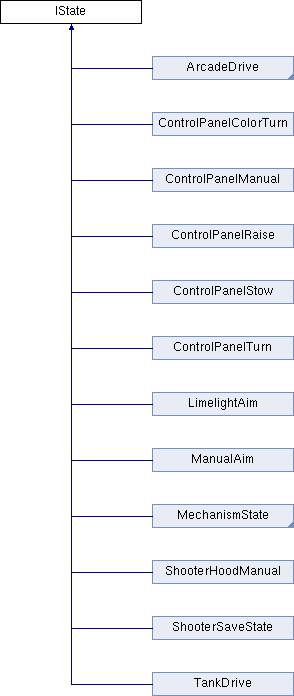 IState
ArcadeDrive
ControlPanelColorTurn
ControlPanelManual
ControlPanelRaise
ControlPanelStow
ControlPanelTurn
LimelightAim
ManualAim
MechanismState
ShooterHoodManual
ShooterSaveState
TankDrive